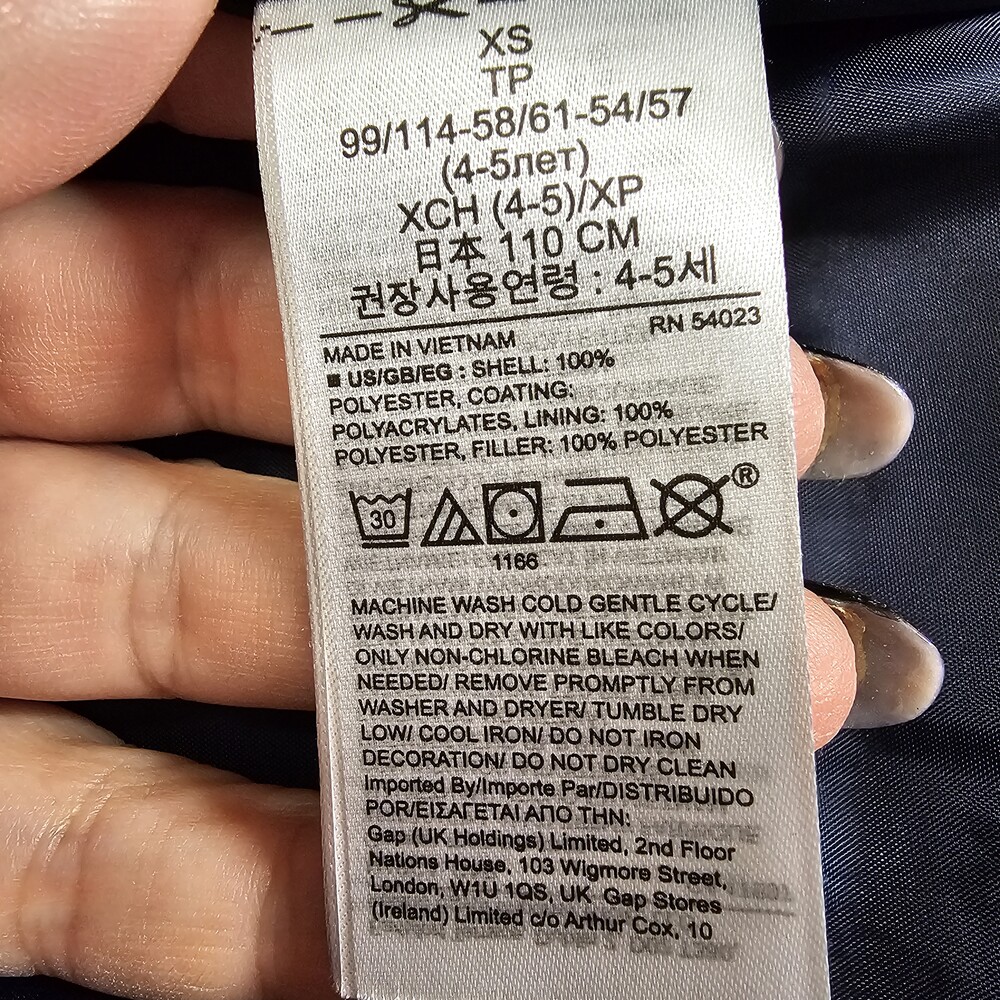 XS
TP
99/114-58/61-54/57
(4-5лет)
XCH (4-5)/XP
日本 110 CM
권장사용연령 : 4-5세
RN 54023
MADE IN VIETNAM
■ US/GB/EG : SHELL: 100%
POLYESTER, COATING:
POLYACRYLATES, LINING: 100%
POLYESTER, FILLER: 100% POLYESTER
30
®
1166
MACHINE WASH COLD GENTLE CYCLE/
WASH AND DRY WITH LIKE COLORS/
ONLY NON-CHLORINE BLEACH WHEN
NEEDED/ REMOVE PROMPTLY FROM
WASHER AND DRYER/ TUMBLE DRY
LOW/ COOL IRON/ DO NOT IRON
DECORATION/ DO NOT DRY CLEAN
Imported By/Importe Par/DISTRIBUIDO
POR/ΕΙΣΑΓΕΤΑΙ ΑΠΟ ΤΗΝ:
Gap (UK Holdings) Limited, 2nd Floor
Nations House, 103 Wigmore Street,
London, W1U 1QS, UK Gap Stores
(Ireland) Limited c/o Arthur Cox, 10